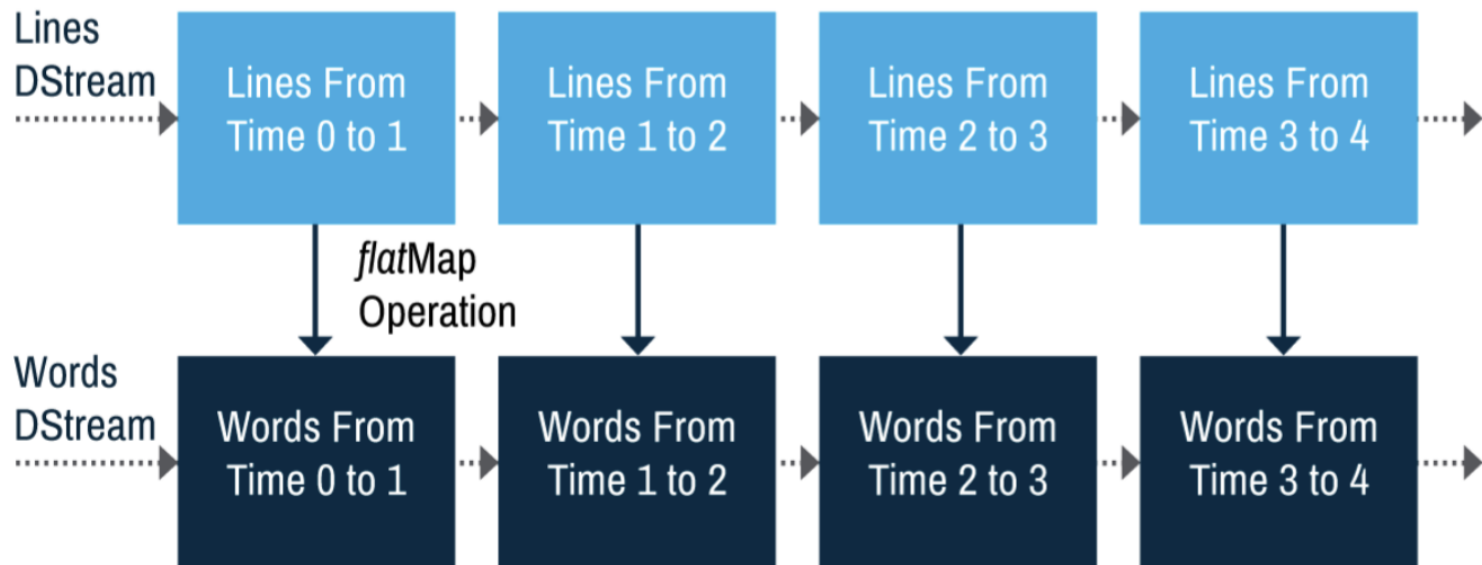 Lines
DStream
Lines From
Time 0 to 1
Lines From
Time 1 to 2
Lines From
Time 2 to 3
Lines From
Time 3 to 4
flatMap
Operation
Words
DStream
Words From
Time 0 to 1
Words From
Time 1 to 2
Words From
Time 2 to 3
Words From
Time 3 to 4